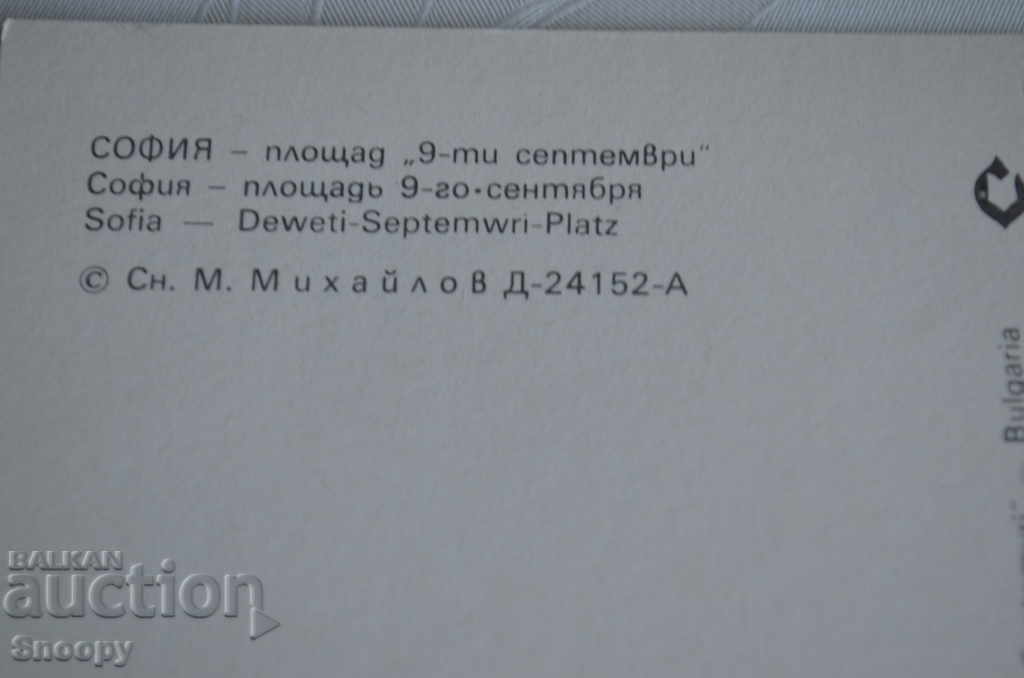 СОФИЯ – площад „9-ти септември"
София – площадь 9-го·сентября
Sofia — Deweti-Septemwri-Platz
© Сн. М. Михайлов Д-24152-А
Bulgaria
BALKAN
auction
Snoopy